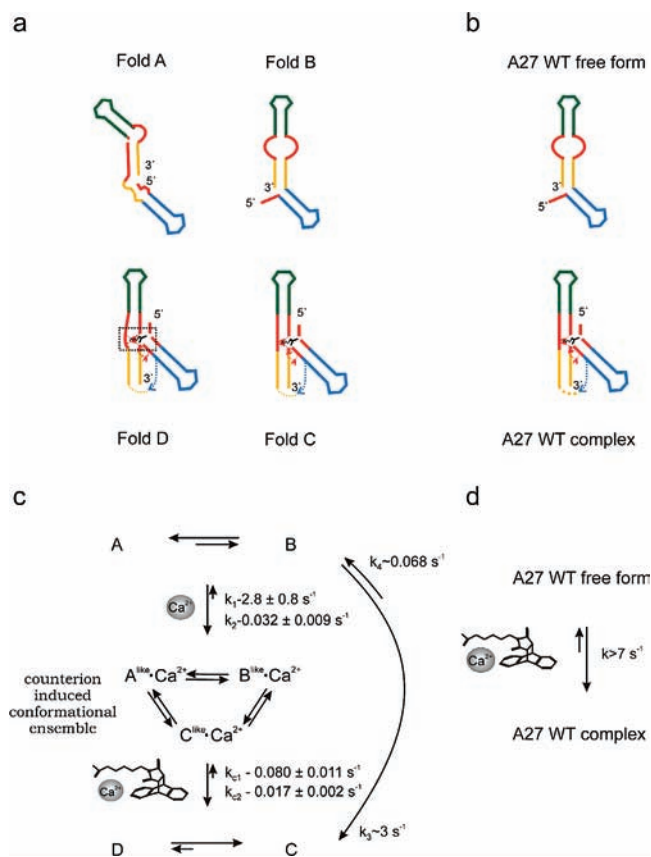 a
b
Fold A
Fold B
A27 WT free form
3'
5'
3'
5'
3'
5'
5'
3'
5'
3'
3'
Fold D
Fold C
A27 WT complex
c
d
A
B
k₄~0.068 s⁻¹
Ca²⁺
k₁-2.8 ± 0.8 s⁻¹
k₂-0.032 ± 0.009 s⁻¹
A27 WT free form
Ca²⁺
k>7 s⁻¹
counterion
induced
conformational
ensemble
Aˡⁱᵏᵉ·Ca²⁺
Bˡⁱᵏᵉ·Ca²⁺
Cˡⁱᵏᵉ·Ca²⁺
A27 WT complex
Ca²⁺
k_c1 - 0.080 ± 0.011 s⁻¹
k_c2 - 0.017 ± 0.002 s⁻¹
D
C
k₃~3 s⁻¹